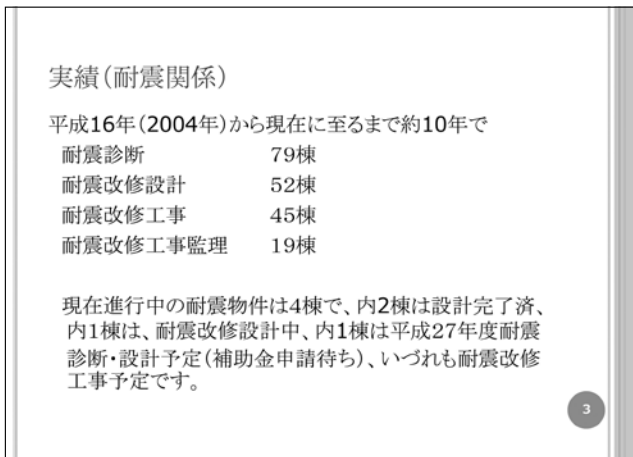 実績(耐震関係)
平成16年(2004年)から現在に至るまで約10年で
耐震診断 79棟
耐震改修設計 52棟
耐震改修工事 45棟
耐震改修工事監理 19棟
現在進行中の耐震物件は4棟で、内2棟は設計完了済、
内1棟は、耐震改修設計中、内1棟は平成27年度耐震
診断・設計予定(補助金申請待ち)、いづれも耐震改修
工事予定です。
3